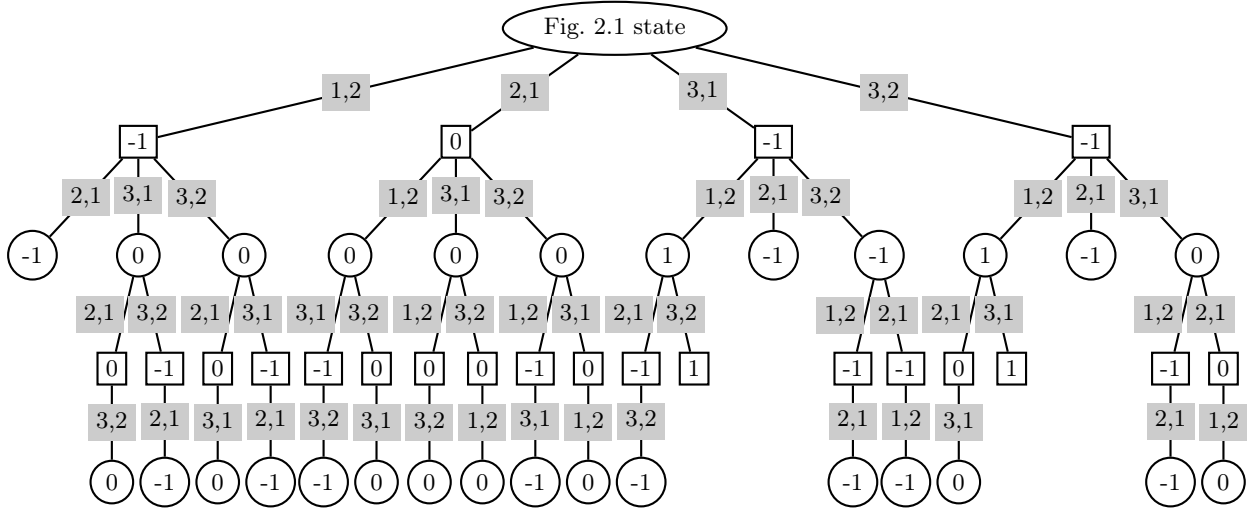 Fig. 2.1 state
1,2 2,1 3,1 3,2
-1 0 -1 -1
2,1 3,1 3,2 1,2 3,1 3,2 1,2 2,1 3,2 1,2 2,1 3,1
-1 0 0 0 0 0 1 -1 -1 1 -1 0
2,1 3,2 2,1 3,1 3,1 3,2 1,2 3,2 1,2 3,1 2,1 3,2 1,2 2,1 2,1 3,1 1,2 2,1
0 -1 0 -1 -1 0 0 0 -1 0 -1 1 -1 -1 0 1 -1 0
3,2 2,1 3,1 2,1 3,2 3,1 3,2 1,2 3,1 1,2 3,2 2,1 1,2 3,1 2,1 1,2
0 -1 0 -1 -1 0 0 0 -1 0 -1 -1 -1 0 -1 0